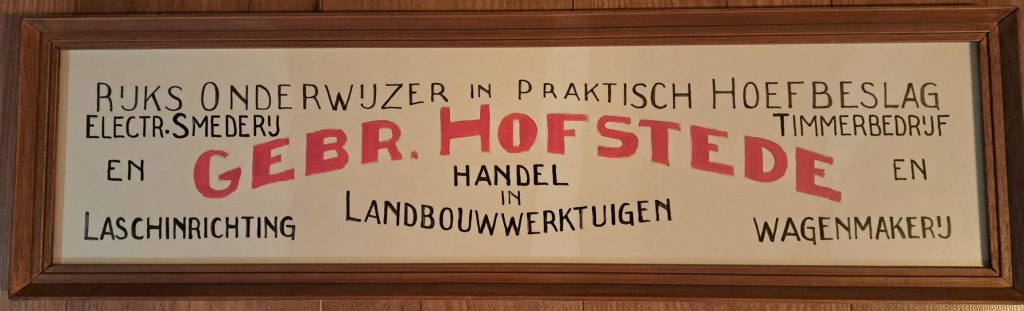 RIJKS ONDERWIJZER IN PRAKTISCH HOEFBESLAG
ELECTR. SMEDERIJ
EN
LASCHINRICHTING
GEBR. HOFSTEDE
HANDEL
IN
LANDBOUWWERKTUIGEN
TIMMERBEDRIJF
EN
WAGENMAKERIJ